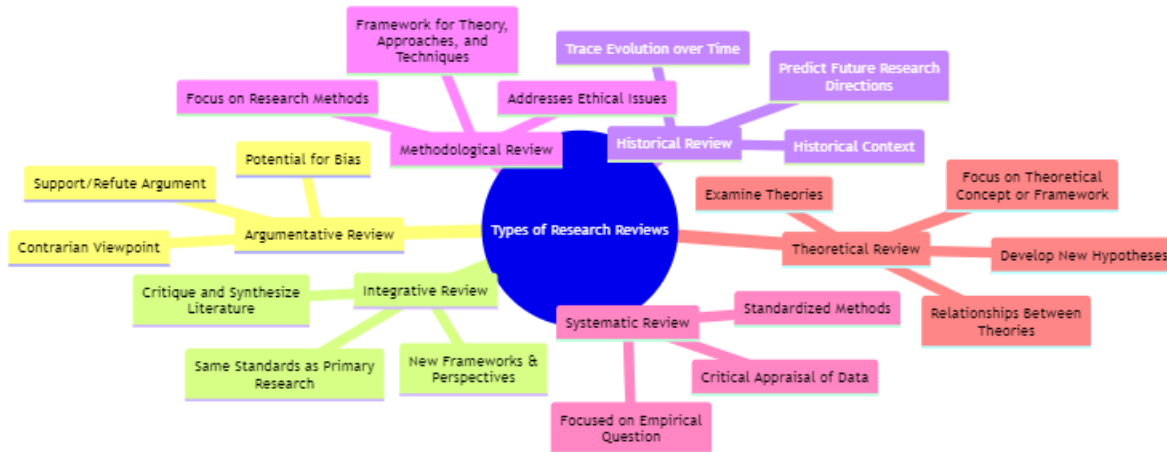 Framework for Theory,
Approaches, and
Techniques
Trace Evolution over Time
Predict Future Research
Directions
Focus on Research Methods
Addresses Ethical Issues
Methodological Review
Historical Review
Historical Context
Potential for Bias
Support/Refute Argument
Contrarian Viewpoint
Argumentative Review
Types of Research Reviews
Examine Theories
Focus on Theoretical
Concept or Framework
Theoretical Review
Develop New Hypotheses
Relationships Between
Theories
Critique and Synthesize
Literature
Integrative Review
Same Standards as Primary
Research
New Frameworks &
Perspectives
Systematic Review
Standardized Methods
Critical Appraisal of Data
Focused on Empirical
Question